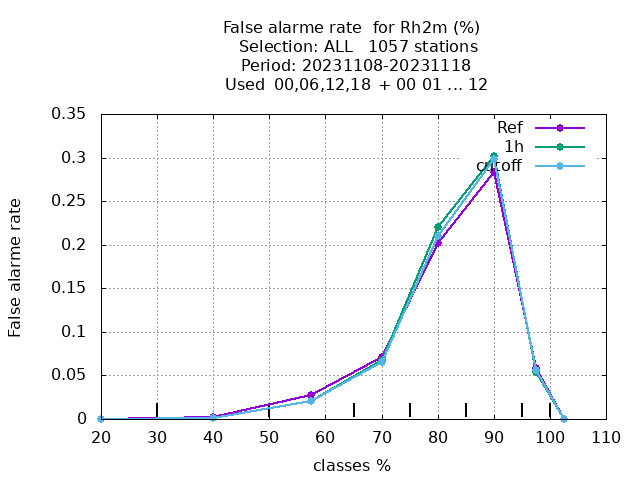 False alarme rate  for Rh2m (%)
Selection: ALL   1057 stations
Period: 20231108-20231118
Used  00,06,12,18  + 00 01 ... 12
0.35
0.3
0.25
0.2
0.15
0.1
0.05
0
False alarme rate
Ref
1h
cutoff
20 30 40 50 60 70 80 90 100 110
classes %